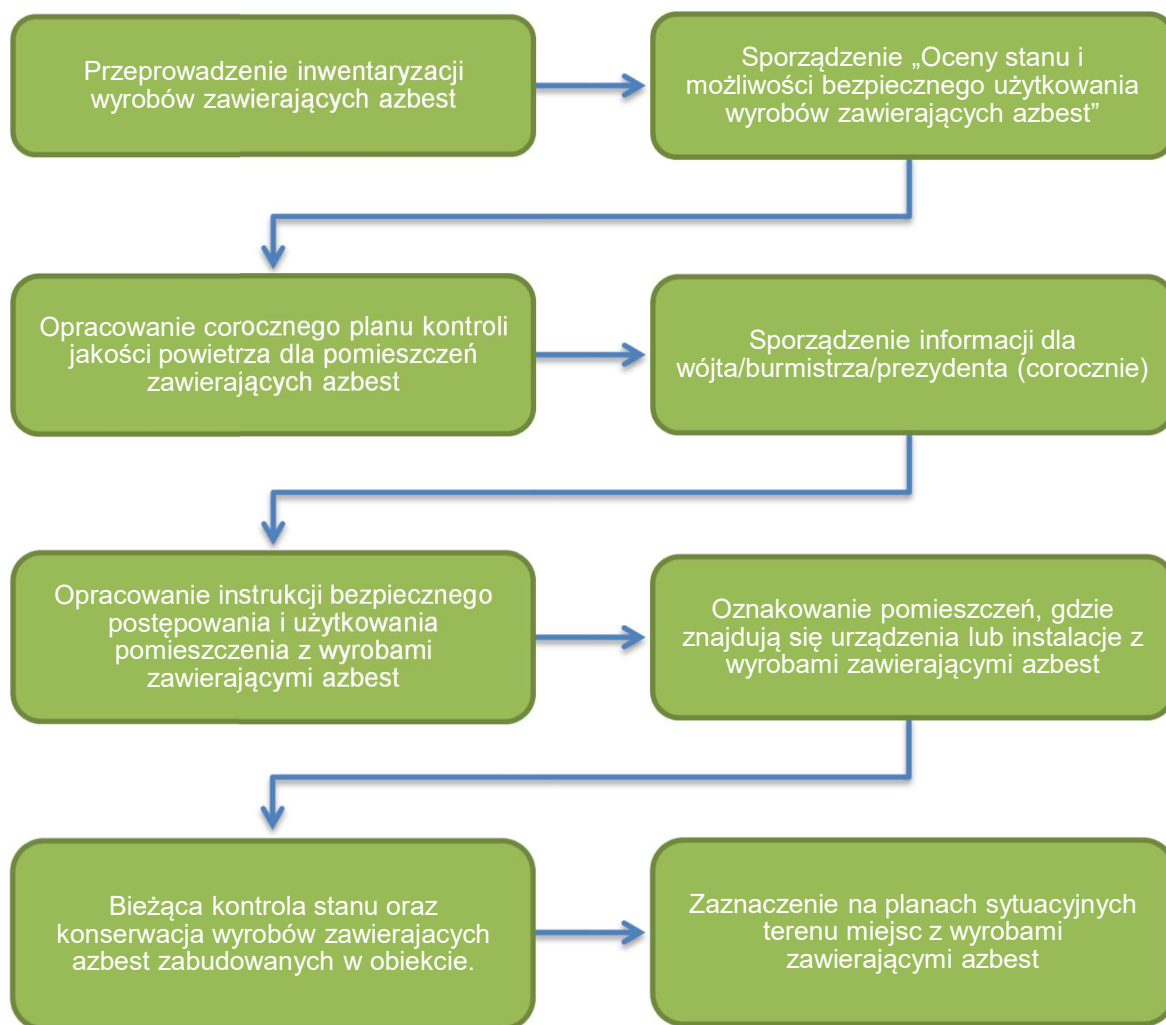 Przeprowadzenie inwentaryzacji
wyrobów zawierających azbest
Sporządzenie „Oceny stanu i
możliwości bezpiecznego użytkowania
wyrobów zawierających azbest”
Opracowanie corocznego planu kontroli
jakości powietrza dla pomieszczeń
zawierających azbest
Sporządzenie informacji dla
wójta/burmistrza/prezydenta (corocznie)
Opracowanie instrukcji bezpiecznego
postępowania i użytkowania
pomieszczenia z wyrobami
zawierającymi azbest
Oznakowanie pomieszczeń, gdzie
znajdują się urządzenia lub instalacje z
wyrobami zawierającymi azbest
Bieżąca kontrola stanu oraz
konserwacja wyrobów zawierajacych
azbest zabudowanych w obiekcie.
Zaznaczenie na planach sytuacyjnych
terenu miejsc z wyrobami
zawierającymi azbest